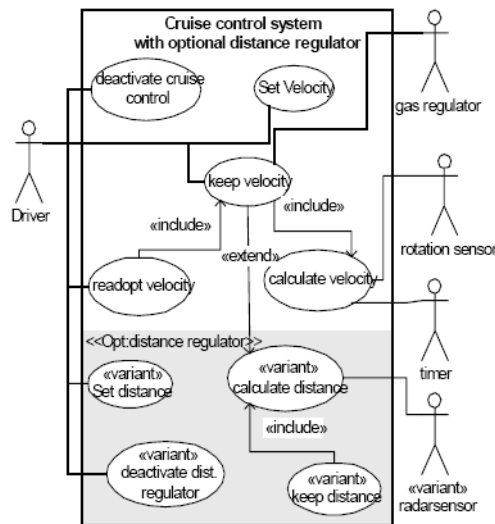 Cruise control system
with optional distance regulator
deactivate cruise
control
Set Velocity
gas regulator
Driver
keep velocity
«include»
«include»
rotation sensor
«extend»
readopt velocity
calculate velocity
<<Opt:distance regulator>>
timer
«variant»
Set distance
«variant»
calculate distance
«include»
«variant»
deactivate dist.
regulator
«variant»
keep distance
«variant»
radarsensor